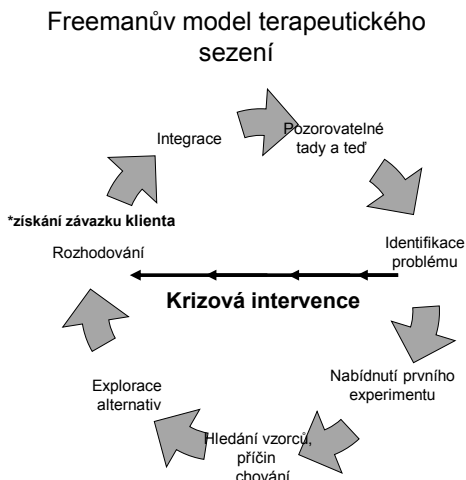 Freemanův model terapeutického
sezení
Integrace
Pozorovatelné
tady a teď
*získání závazku klienta
Rozhodování
Identifikace
problému
Krizová intervence
Nabídnutí prvního
experimentu
Explorace
alternativ
Hledání vzorců,
příčin
chování